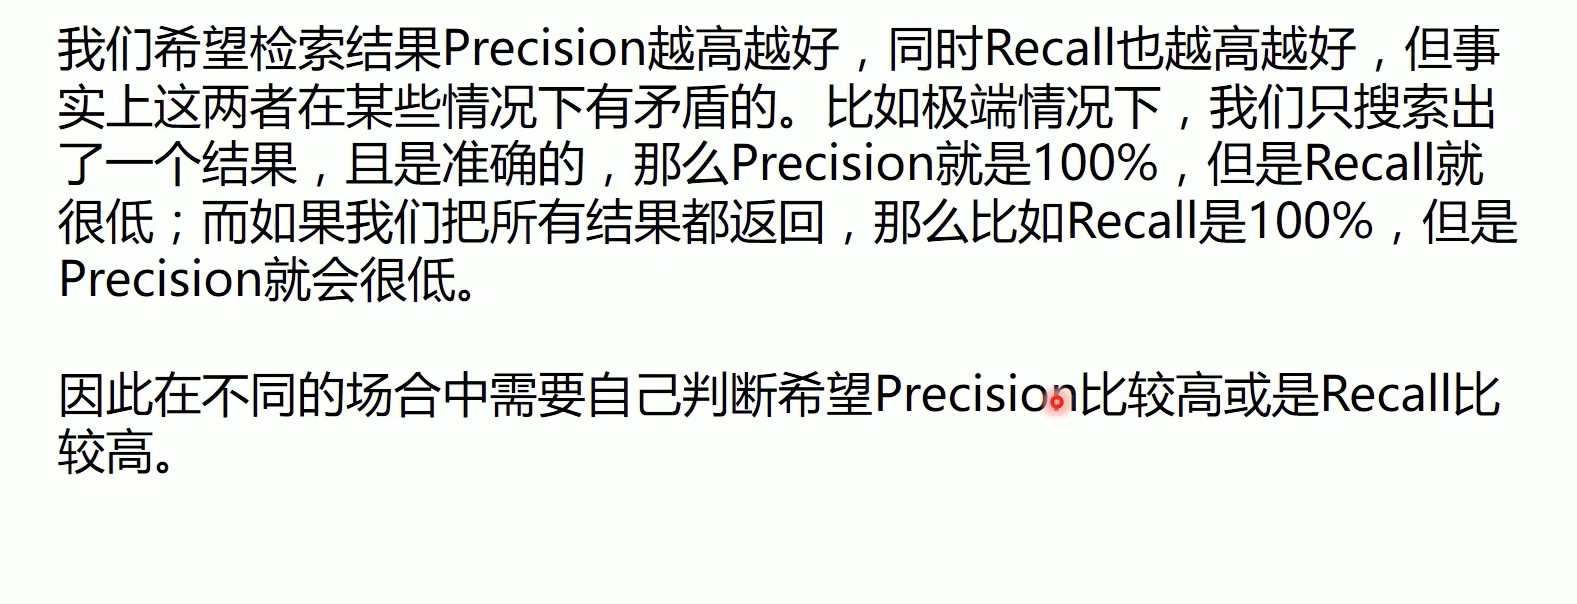 我们希望检索结果Precision越高越好，同时Recall也越高越好，但事
实上这两者在某些情况下有矛盾的。比如极端情况下，我们只搜索出
了一个结果，且是准确的，那么Precision就是100%，但是Recall就
很低；而如果我们把所有结果都返回，那么比如Recall是100%，但是
Precision就会很低。
因此在不同的场合中需要自己判断希望Precision比较高或是Recall比
较高。